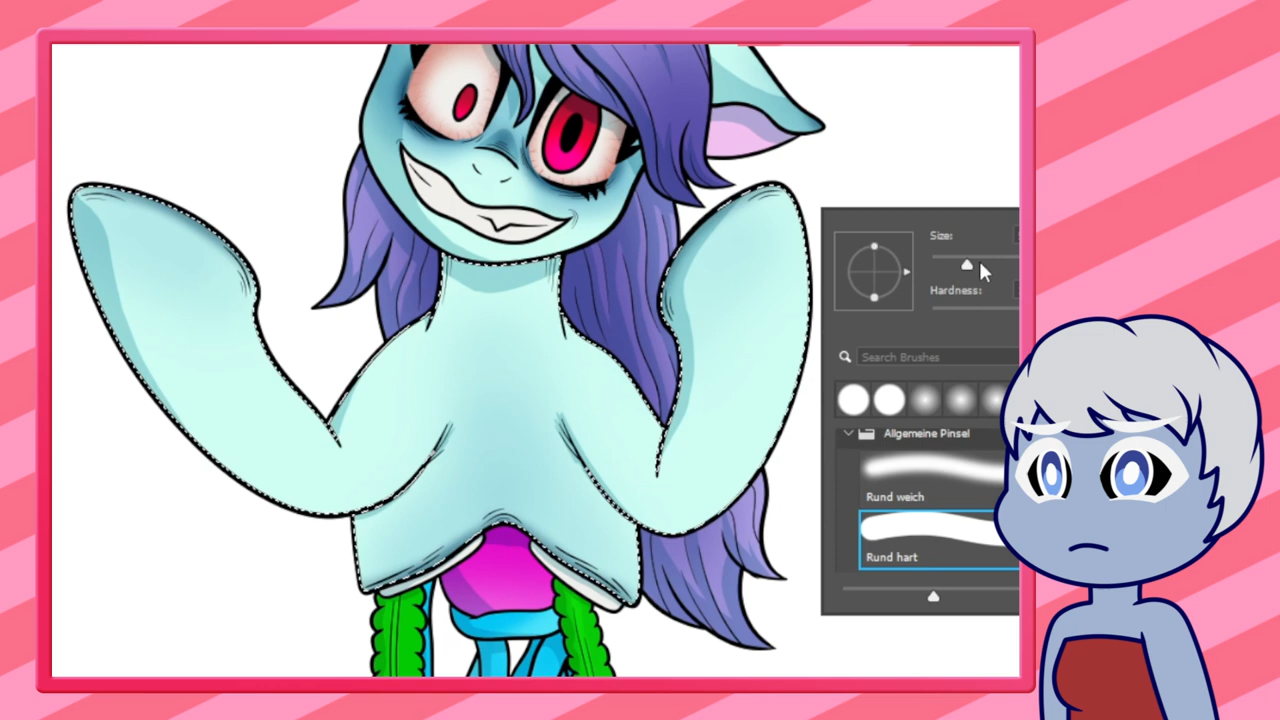 Size:
Hardness:
Search Brushes
Allgemeine Pinsel
Rund weich
Rund hart